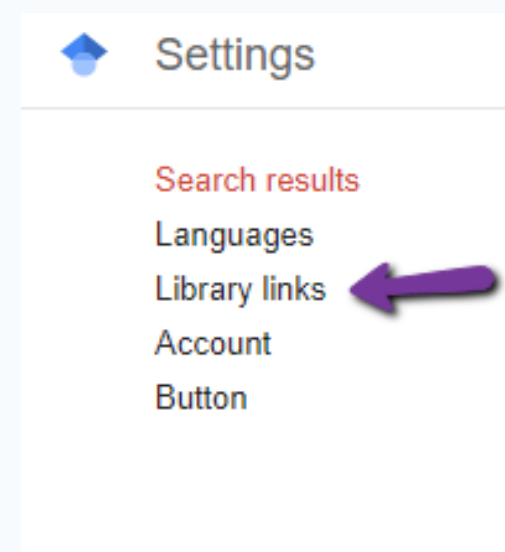 Settings
Search results
Languages
Library links
Account
Button